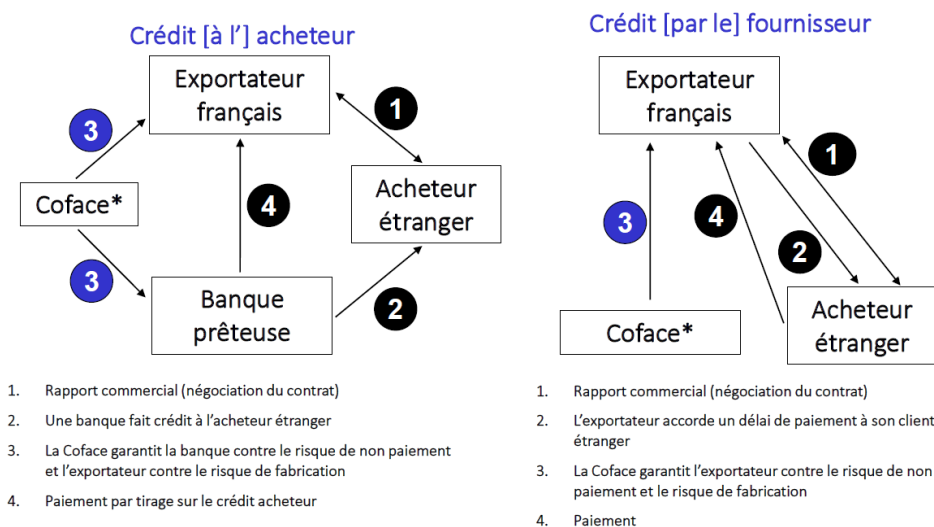 Crédit [à l'] acheteur
Exportateur
français
3
1
Coface*
4
Acheteur
étranger
3
2
Banque
prêteuse
1. Rapport commercial (négociation du contrat)
2. Une banque fait crédit à l'acheteur étranger
3. La Coface garantit la banque contre le risque de non paiement
et l'exportateur contre le risque de fabrication
4. Paiement par tirage sur le crédit acheteur
Crédit [par le] fournisseur
Exportateur
français
1
3
4
2
Coface*
Acheteur
étranger
1. Rapport commercial (négociation du contrat)
2. L'exportateur accorde un délai de paiement à son client
étranger
3. La Coface garantit l'exportateur contre le risque de non
paiement et le risque de fabrication
4. Paiement